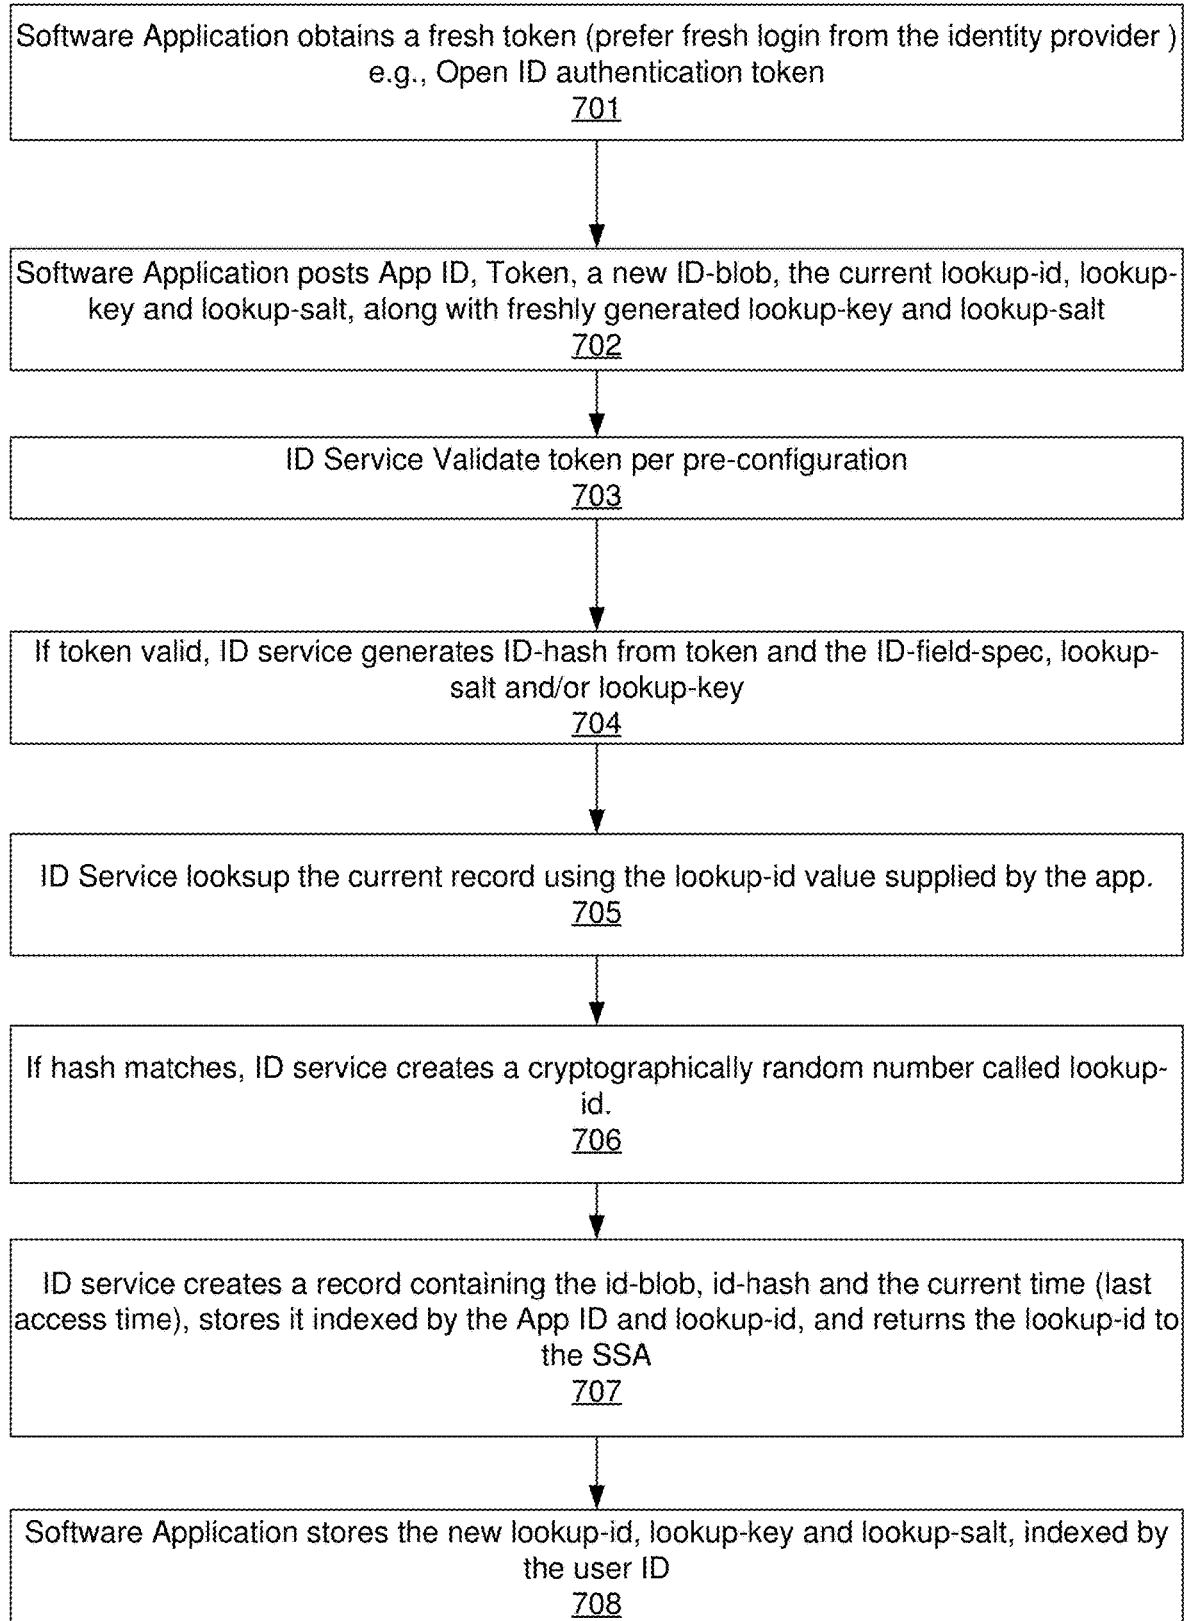 Software Application obtains a fresh token (prefer fresh login from the identity provider )
e.g., Open ID authentication token
701
Software Application posts App ID, Token, a new ID-blob, the current lookup-id, lookup-
key and lookup-salt, along with freshly generated lookup-key and lookup-salt
702
ID Service Validate token per pre-configuration
703
If token valid, ID service generates ID-hash from token and the ID-field-spec, lookup-
salt and/or lookup-key
704
ID Service looksup the current record using the lookup-id value supplied by the app.
705
If hash matches, ID service creates a cryptographically random number called lookup-
id.
706
ID service creates a record containing the id-blob, id-hash and the current time (last
access time), stores it indexed by the App ID and lookup-id, and returns the lookup-id to
the SSA
707
Software Application stores the new lookup-id, lookup-key and lookup-salt, indexed by
the user ID
708